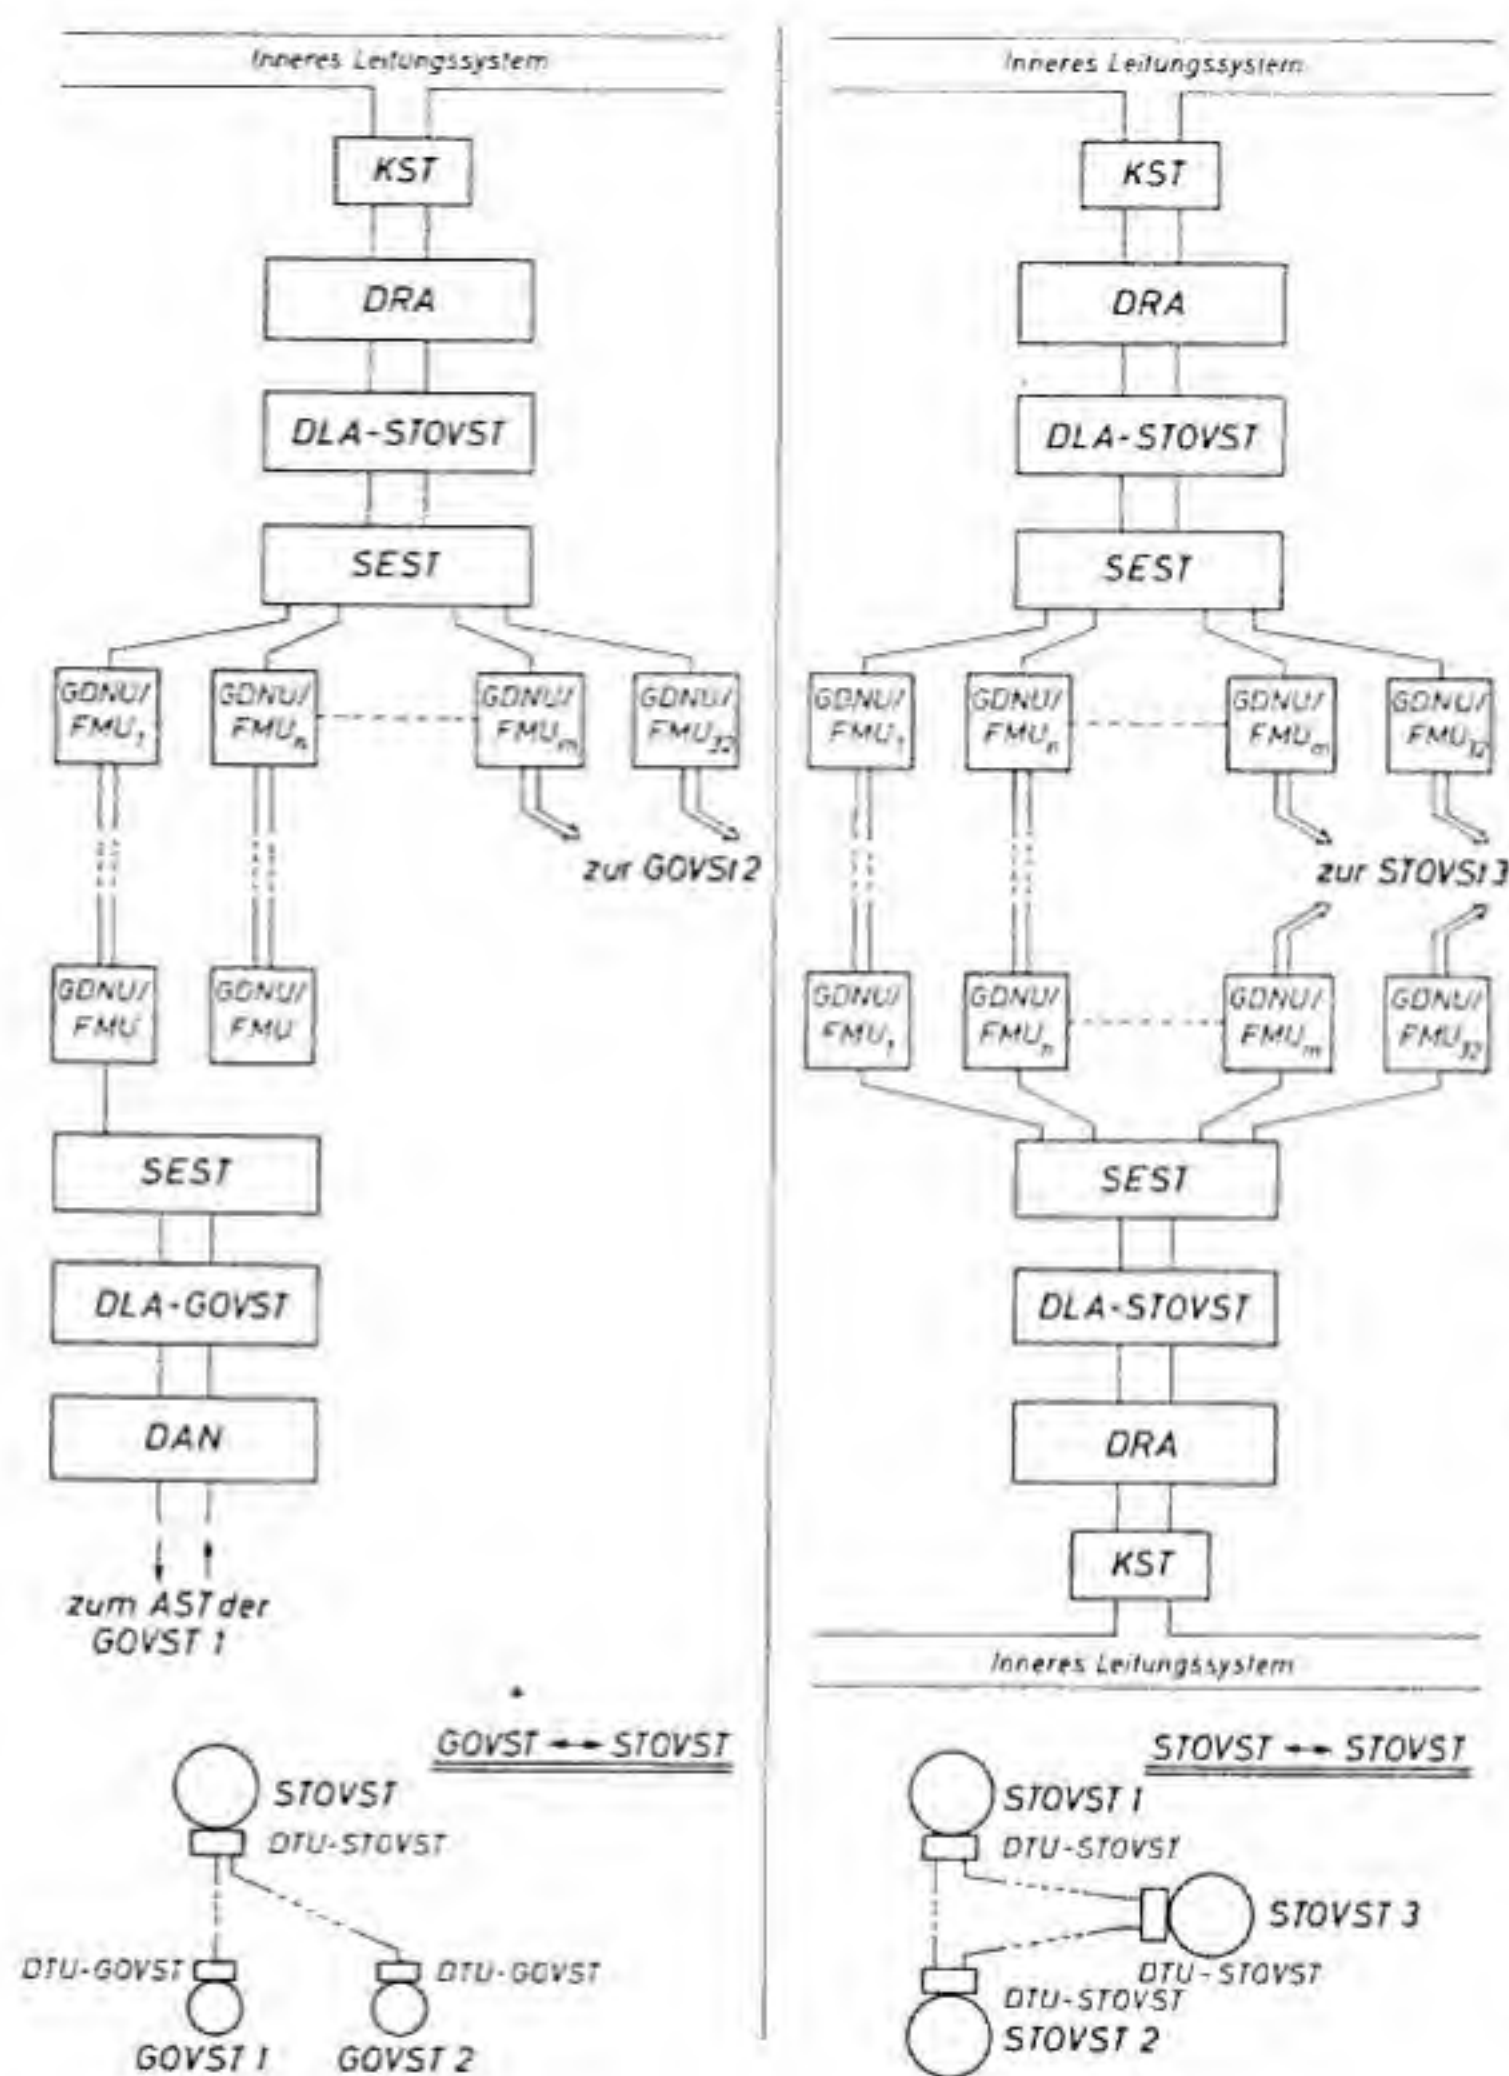 Inneres Leitungssystem
KST
DRA
DLA-STOVST
SEST
GDNU/ GDNU/ GDNU/ GDNU/
FMU1 FMUn FMUm FMU32
zur GOVSt 2
GDNU/ GDNU/
FMU FMU
SEST
DLA-GOVST
DAN
zum AST der
GOVST 1
GOVST ↔ STOVST
STOVST
DTU-STOVST
DTU-GOVST DTU-GOVST
GOVST 1 GOVST 2
Inneres Leitungssystem
KST
DRA
DLA-STOVST
SEST
GDNU/ GDNU/ GDNU/ GDNU/
FMU1 FMUn FMUm FMU32
zur STOVSt 3
GDNU/ GDNU/ GDNU/ GDNU/
FMU1 FMUn FMUm FMU32
SEST
DLA-STOVST
DRA
KST
Inneres Leitungssystem
STOVST ↔ STOVST
STOVST 1
DTU-STOVST
STOVST 3
DTU-STOVST
DTU-STOVST
STOVST 2